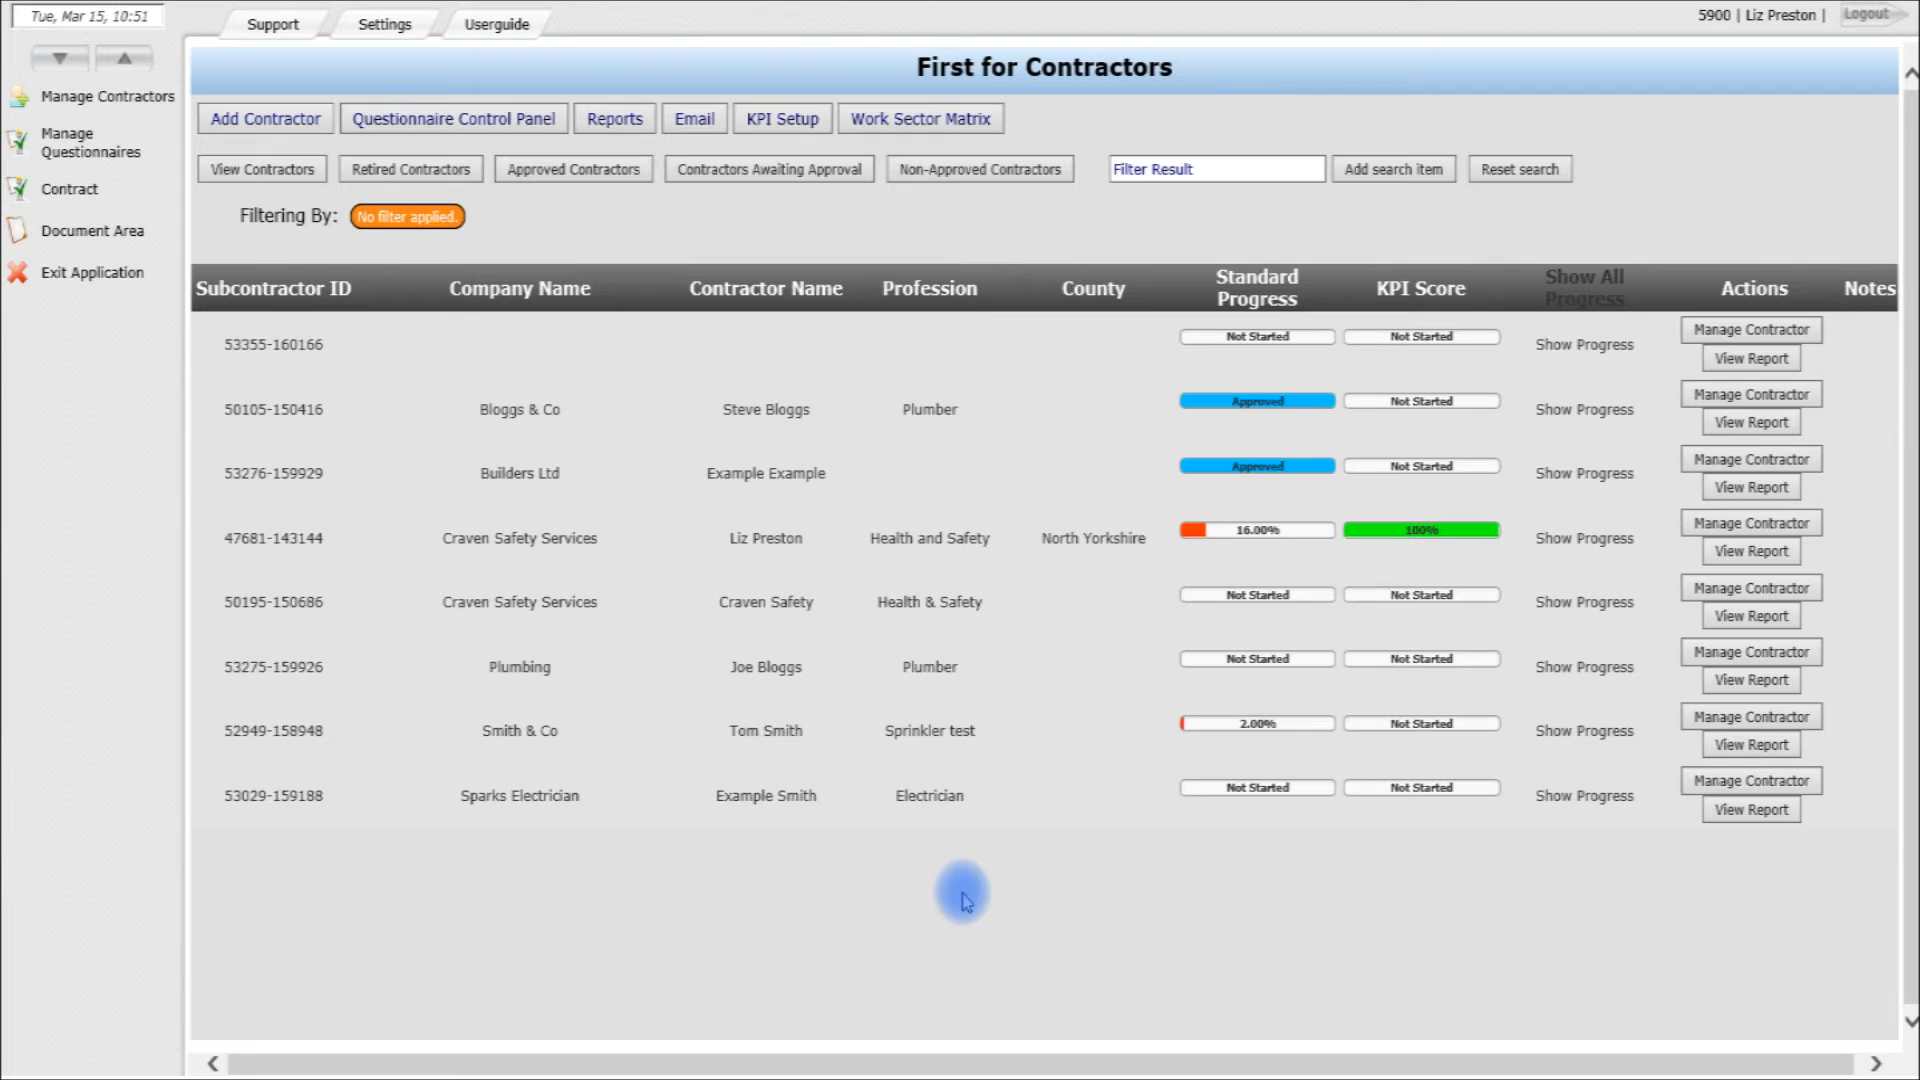 Tue, Mar 15, 10:51
Support
Settings
Userguide
5900 | Liz Preston |
Logout
Manage Contractors
Manage
Questionnaires
Contract
Document Area
Exit Application
First for Contractors
Add Contractor
Questionnaire Control Panel
Reports
Email
KPI Setup
Work Sector Matrix
View Contractors
Retired Contractors
Approved Contractors
Contractors Awaiting Approval
Non-Approved Contractors
Filter Result
Add search item
Reset search
Filtering By: No filter applied.
Subcontractor ID
Company Name
Contractor Name
Profession
County
Standard
Progress
KPI Score
Show All
Progress
Actions
Notes
53355-160166 Not Started Not Started Show Progress
Manage Contractor
View Report
50105-150416 Bloggs & Co Steve Bloggs Plumber Approved Not Started Show Progress
Manage Contractor
View Report
53276-159929 Builders Ltd Example Example Approved Not Started Show Progress
Manage Contractor
View Report
47681-143144 Craven Safety Services Liz Preston Health and Safety North Yorkshire 16.00% 100% Show Progress
Manage Contractor
View Report
50195-150686 Craven Safety Services Craven Safety Health & Safety Not Started Not Started Show Progress
Manage Contractor
View Report
53275-159926 Plumbing Joe Bloggs Plumber Not Started Not Started Show Progress
Manage Contractor
View Report
52949-158948 Smith & Co Tom Smith Sprinkler test 2.00% Not Started Show Progress
Manage Contractor
View Report
53029-159188 Sparks Electrician Example Smith Electrician Not Started Not Started Show Progress
Manage Contractor
View Report